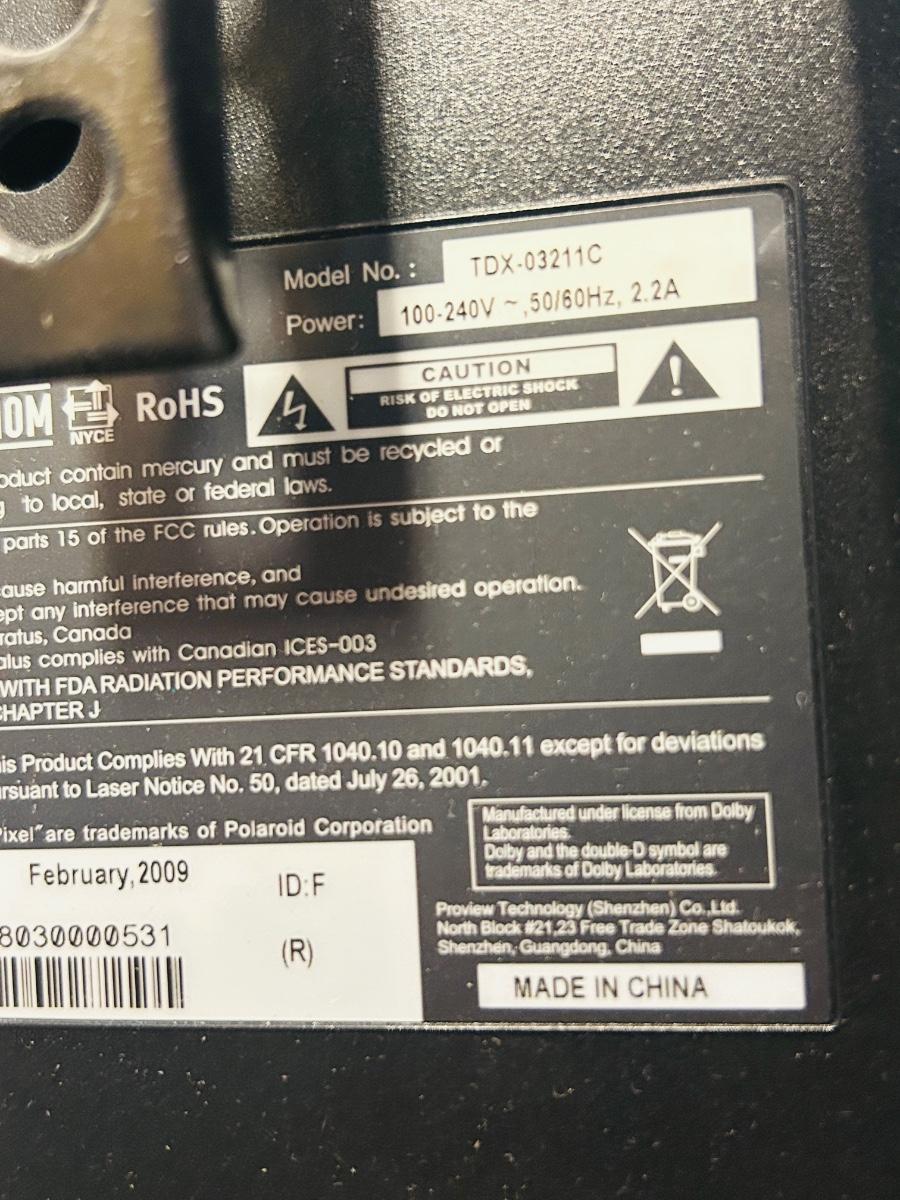 Model No. : TDX-03211C
Power: 100-240V ~,50/60Hz, 2.2A
NOM NYCE RoHS
CAUTION
RISK OF ELECTRIC SHOCK
DO NOT OPEN
oduct contain mercury and must be recycled or
g to local, state or federal laws.
parts 15 of the FCC rules. Operation is subject to the
ause harmful interference, and
ept any interference that may cause undesired operation.
ratus, Canada
atus complies with Canadian ICES-003
WITH FDA RADIATION PERFORMANCE STANDARDS,
CHAPTER J
his Product Complies With 21 CFR 1040.10 and 1040.11 except for deviations
ursuant to Laser Notice No. 50, dated July 26, 2001.
Pixel" are trademarks of Polaroid Corporation
Manufactured under license from Dolby
Laboratories.
Dolby and the double-D symbol are
trademarks of Dolby Laboratories.
February,2009
ID:F
8030000531
(R)
Proview Technology (Shenzhen) Co.,Ltd.
North Block #21,23 Free Trade Zone Shatoukok,
Shenzhen, Guangdong, China
MADE IN CHINA